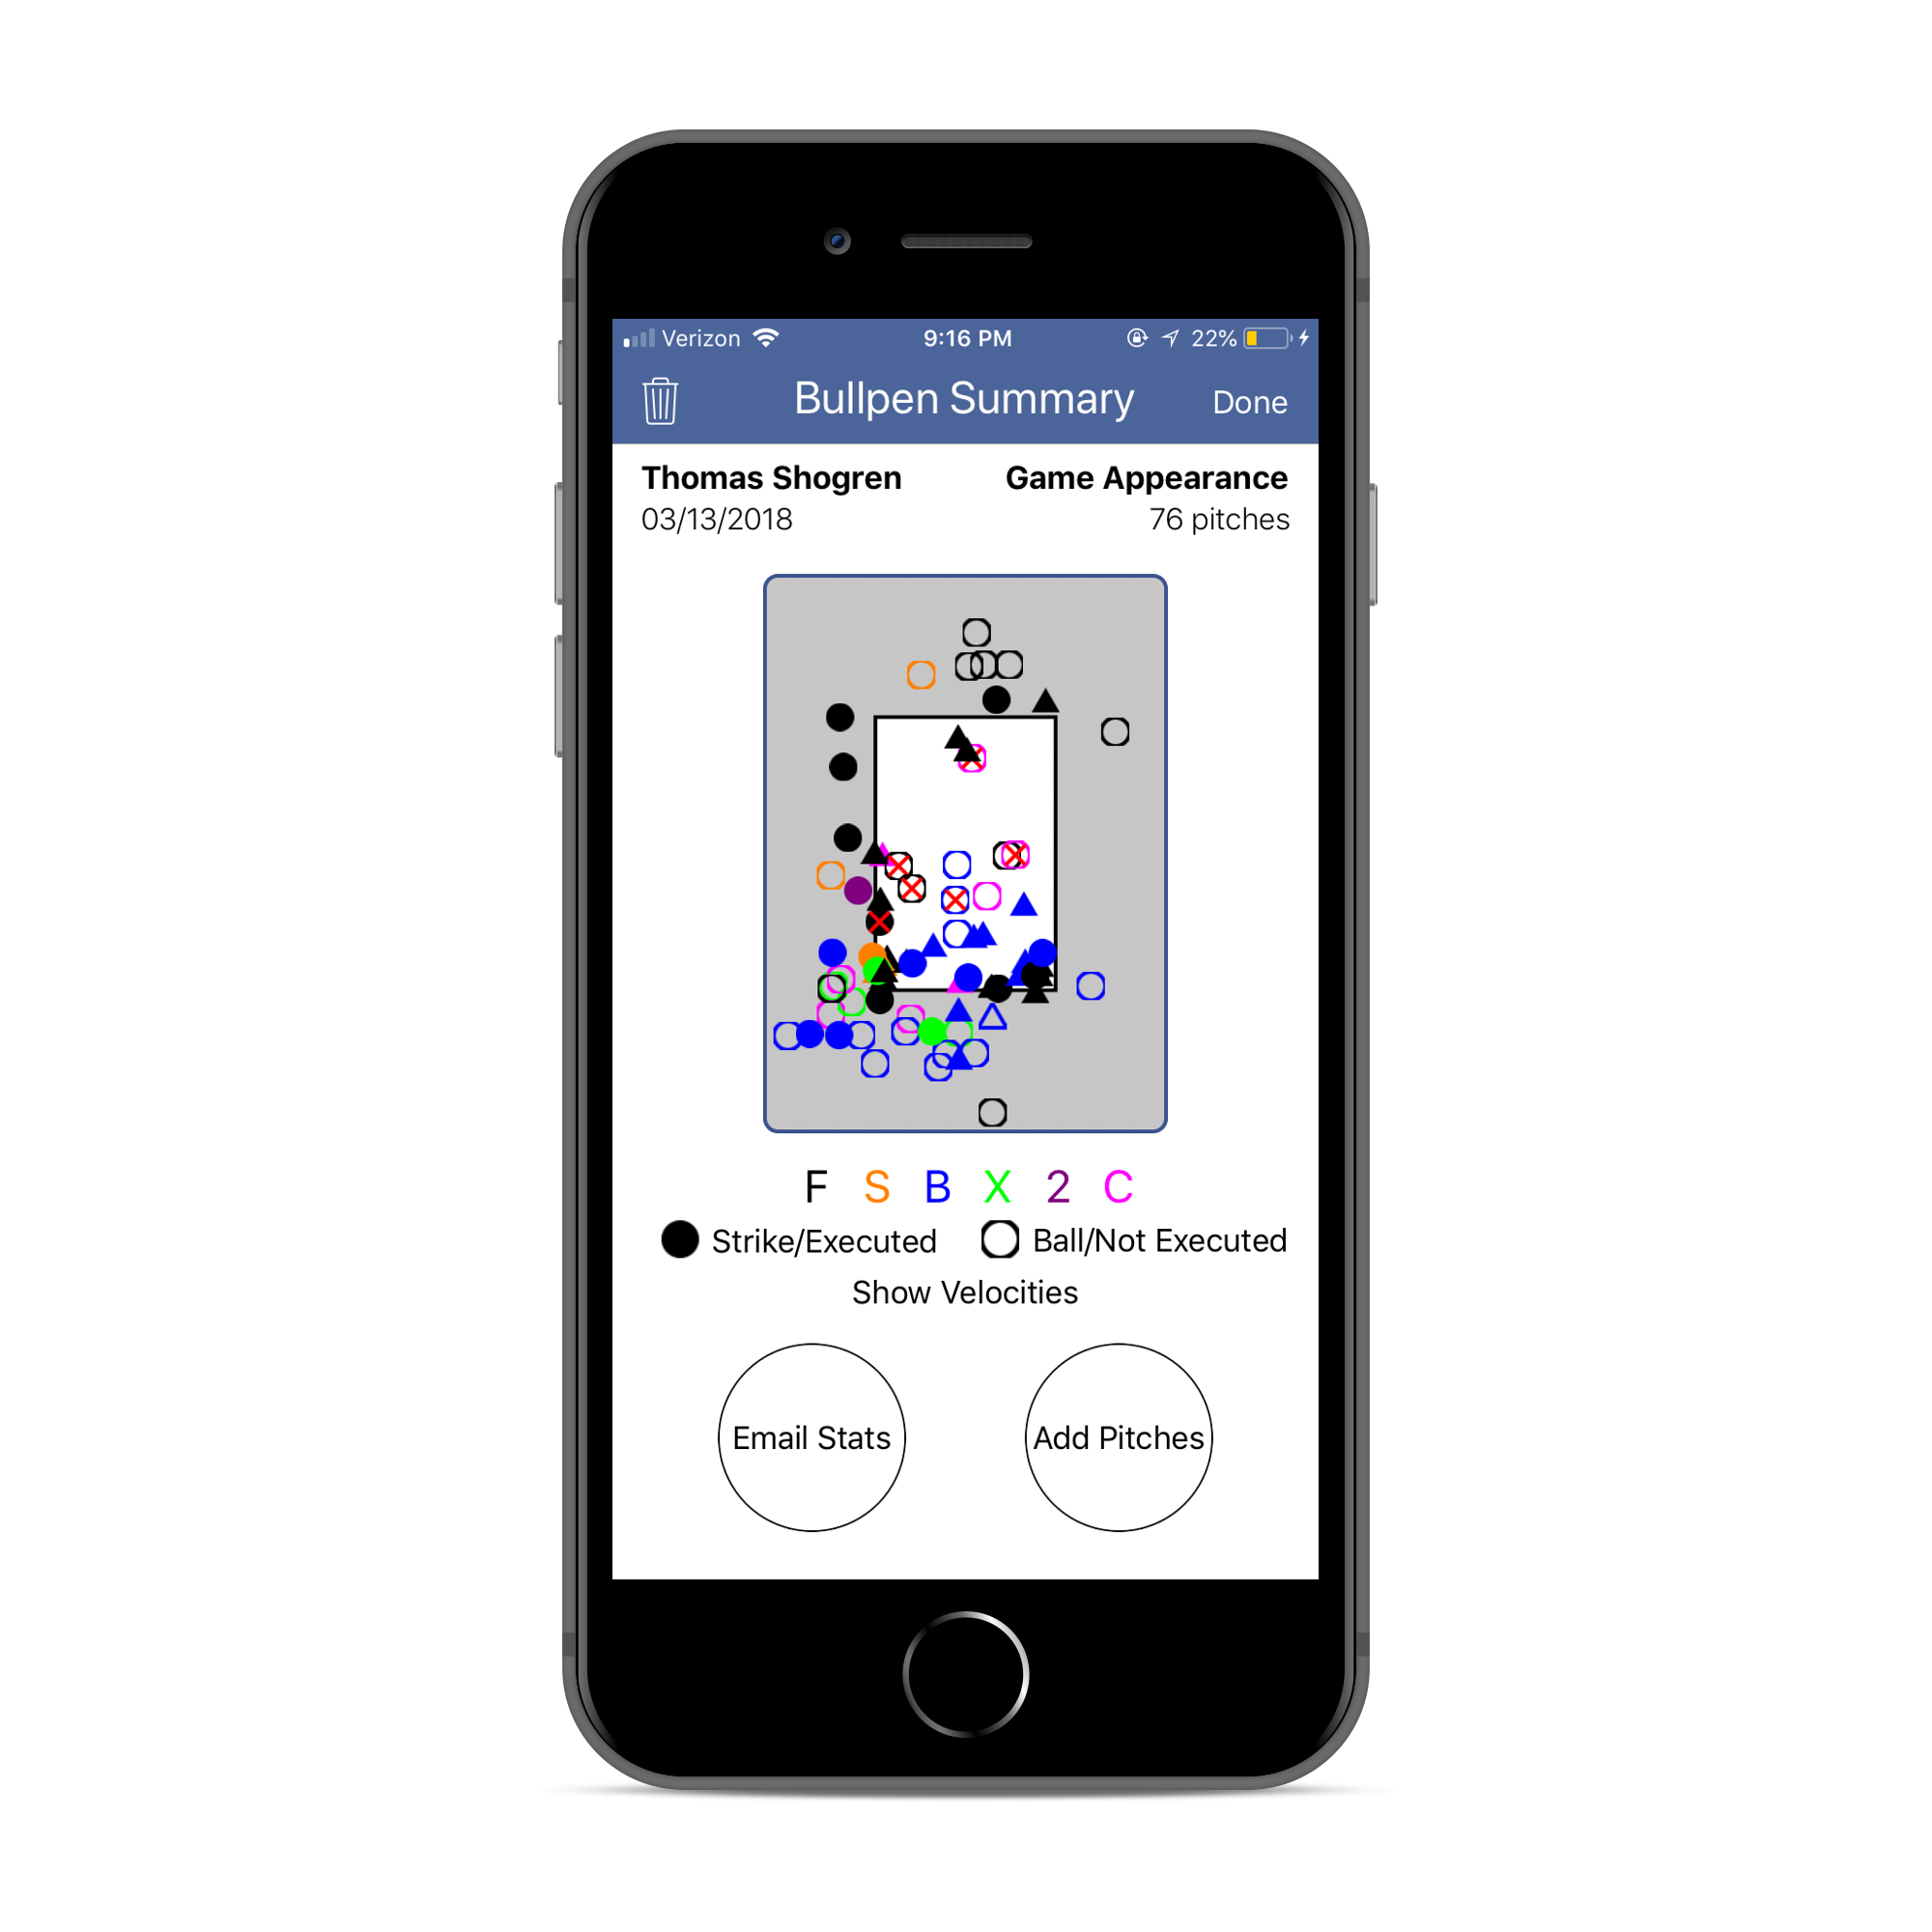 Verizon 9:16 PM 22%
Bullpen Summary Done
Thomas Shogren Game Appearance
03/13/2018 76 pitches
F S B X 2 C
Strike/Executed Ball/Not Executed
Show Velocities
Email Stats Add Pitches